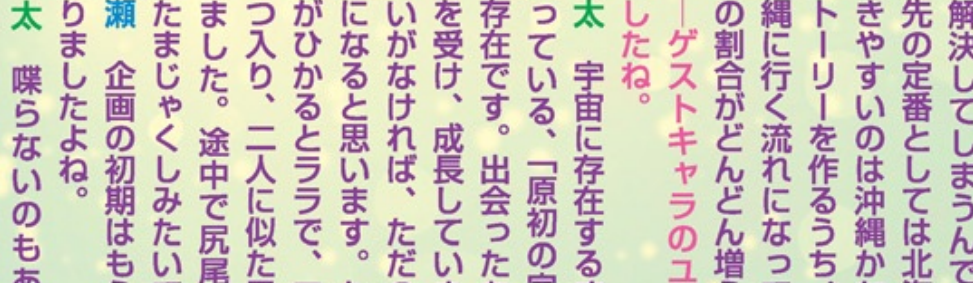 解決してしまうんで
先の定番としては北海
きやすいのは沖縄か
トーリーを作るうち
縄に行く流れになって
の割合がどんどん増
―ゲストキャラのユ
したね。
太　宇宙に存在する
っている、「原初の
存在です。出会った
を受け、成長してい
いがなければ、ただ
になると思います。
がひかるとララで、
つ入り、二人に似た
ました。途中で尻尾
たまじゃくしみたいで
瀬　企画の初期はも
りましたよね。
太　喋らないのもあ